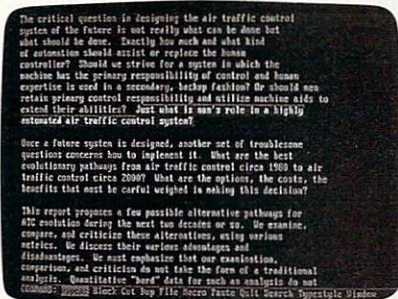 The critical question in designing the air traffic control
system of the future is not really what can be done but
what should be done. Exactly how much and what kind
of automation should assist or replace the human
controller? Should we strive for a system in which the
machine has the primary responsibility of control and human
expertise is used in a secondary, backup fashion? Or should men
retain primary control responsibility and utilize machine aids to
extend their abilities? Just what is man's role in a highly
automated air traffic control system?
Once a future system is designed, another set of troublesome
questions concerns how to implement it. What are the best
evolutionary pathways from air traffic control circa 1980 to air
traffic control circa 2000? What are the options, the costs, the
benefits that most be carful weighed in making this decision?
This report proposes a few possible alternative pathways for
ATC evolution during the next two decades or so. We examine,
compare, and criticize these alternatives, using various
metrics. We discuss their various advantages and
disadvantages. We must emphasize that our examination,
comparison, and criticism do not take the form of a traditional
analysis. Quantitative "hard" data for such an analysis do not
COMMAND: Block Cut Dup File Macro Paste Quit Search Typestyle Window